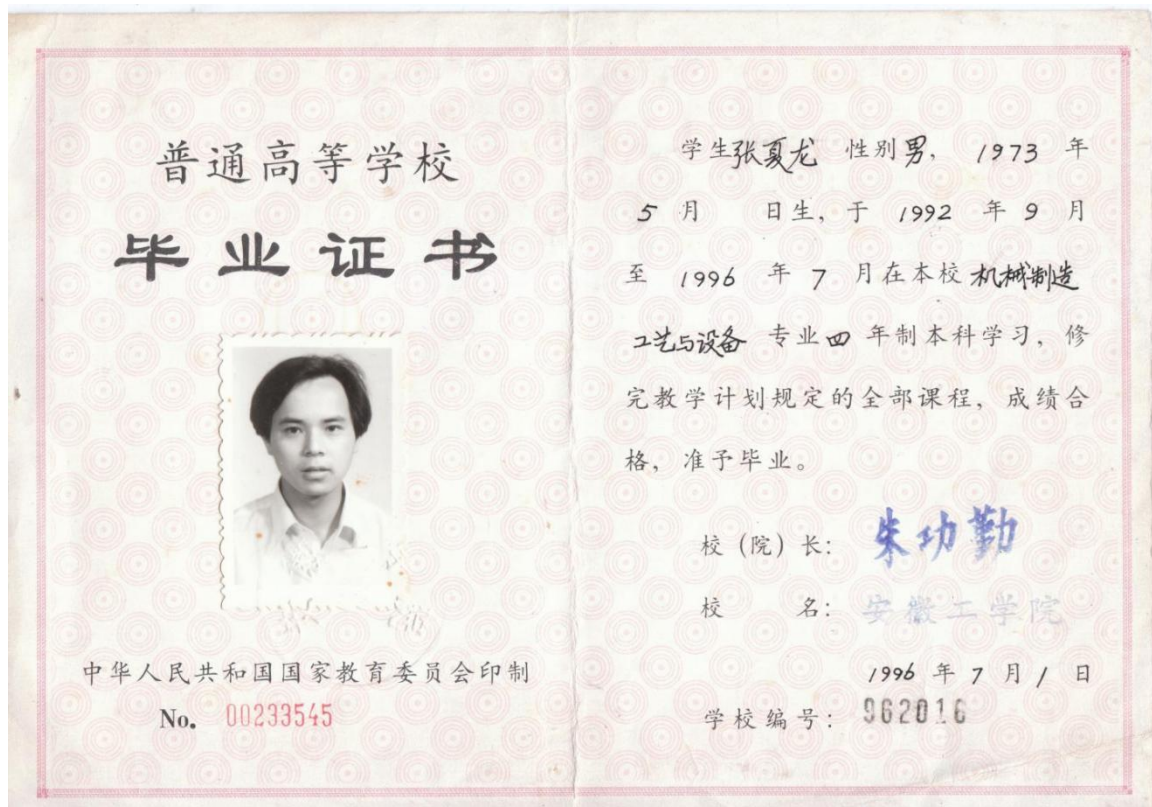 普通高等学校
毕业证书
中华人民共和国国家教育委员会印制
No. 00233545
学生张夏龙 性别男， 1973 年
5 月 日生，于 1992 年 9 月
至 1996 年 7 月在本校 机械制造
工艺与设备 专业四 年制本科学习，修
完教学计划规定的全部课程，成绩合
格，准予毕业。
校（院）长： 朱功勤
校 名： 安徽工学院
1996 年 7 月 1 日
学校编号： 962016